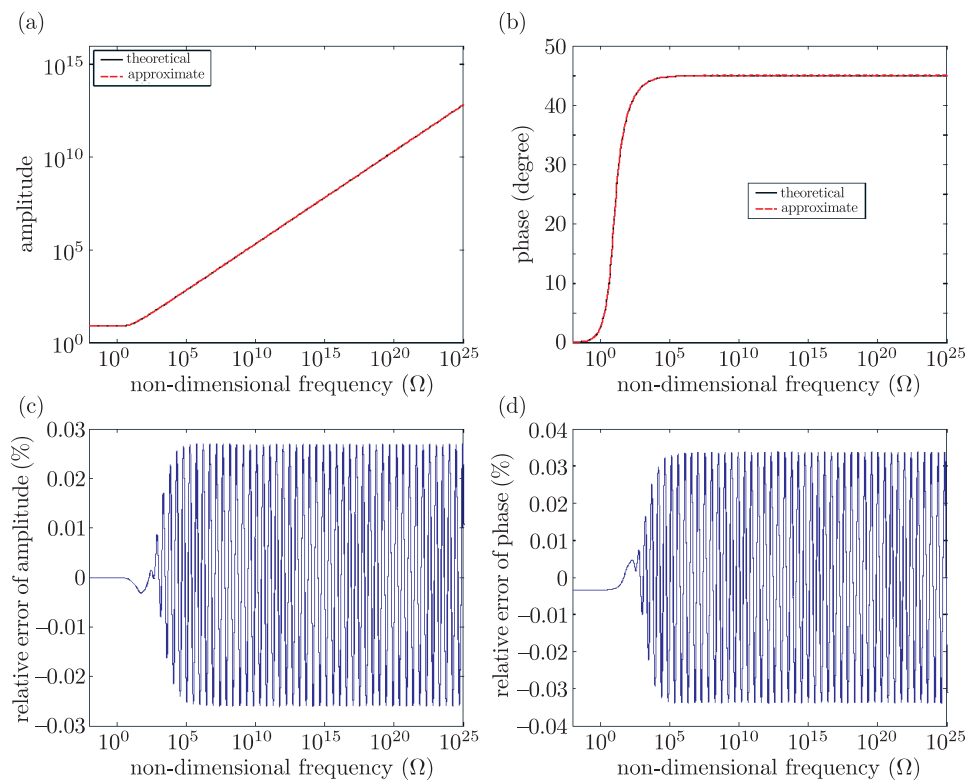 (a)
amplitude
10^15
10^10
10^5
10^0
theoretical
approximate
10^0 10^5 10^10 10^15 10^20 10^25
non-dimensional frequency (Ω)
(b)
phase (degree)
50
40
30
20
10
0
theoretical
approximate
10^0 10^5 10^10 10^15 10^20 10^25
non-dimensional frequency (Ω)
(c)
relative error of amplitude (%)
0.03
0.02
0.01
0
−0.01
−0.02
−0.03
10^0 10^5 10^10 10^15 10^20 10^25
non-dimensional frequency (Ω)
(d)
relative error of phase (%)
0.04
0.03
0.02
0.01
0
−0.01
−0.02
−0.03
−0.04
10^0 10^5 10^10 10^15 10^20 10^25
non-dimensional frequency (Ω)